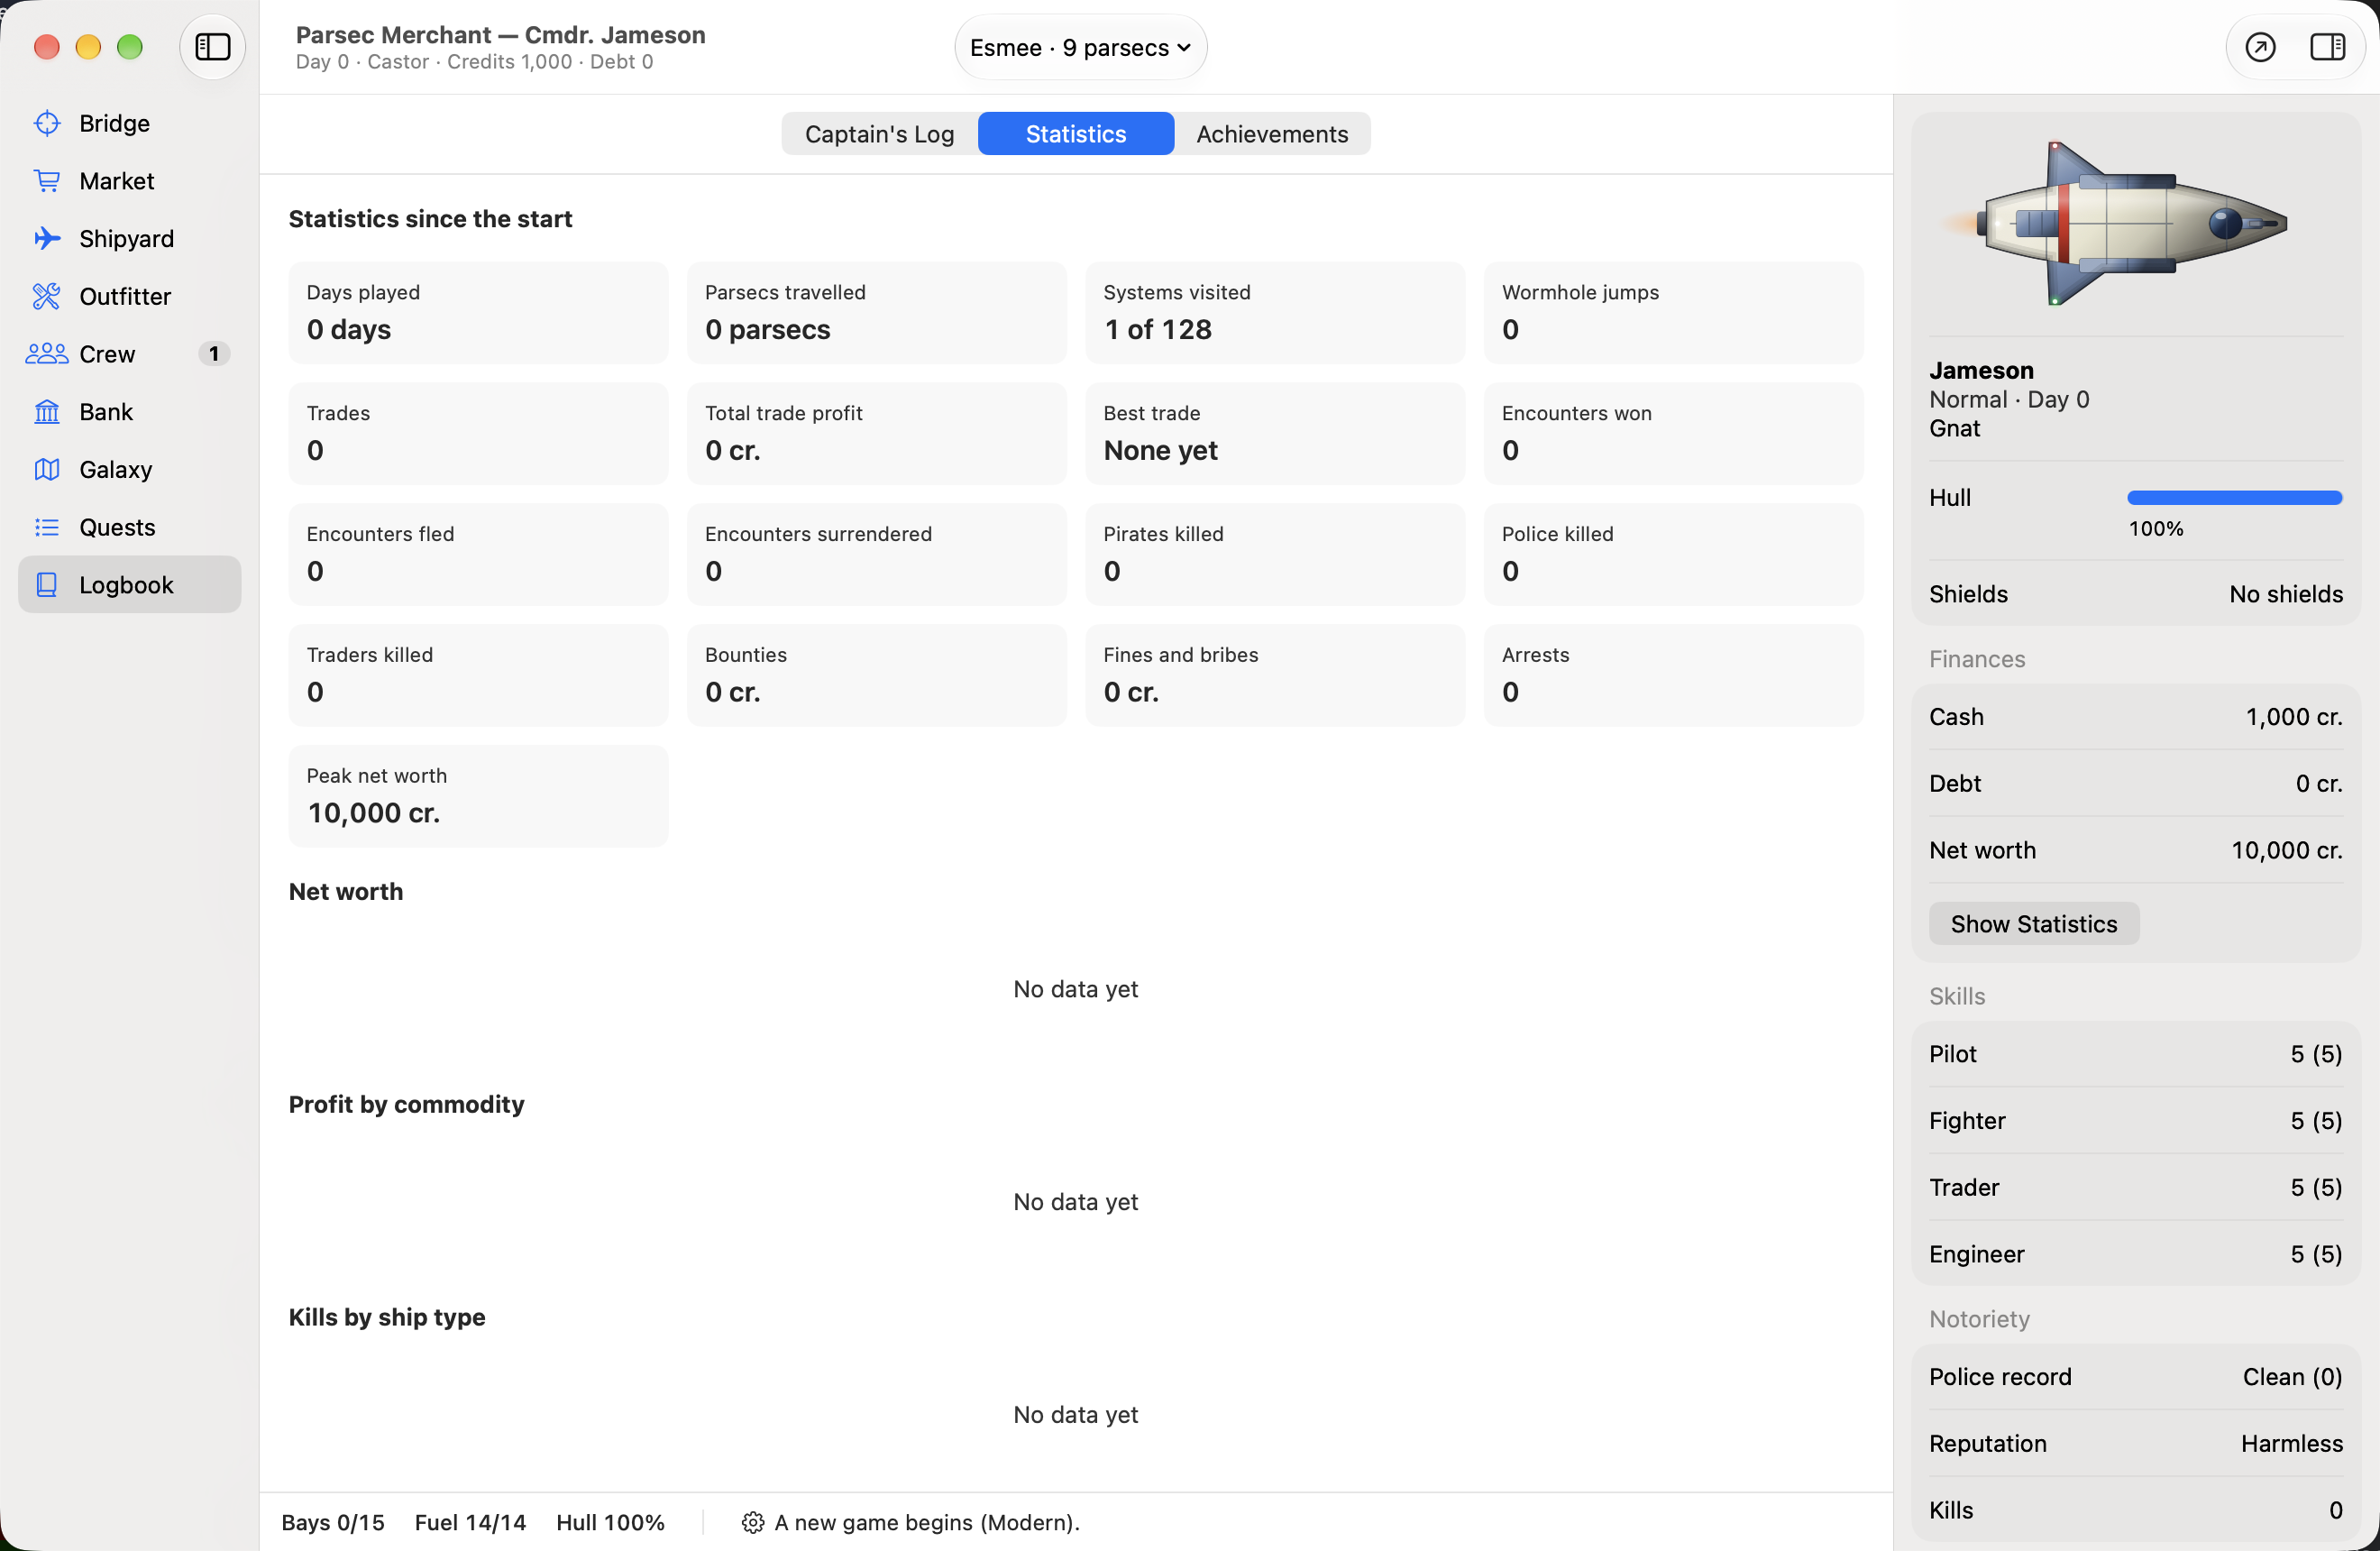 Parsec Merchant — Cmdr. Jameson
Day 0 · Castor · Credits 1,000 · Debt 0
Esmee · 9 parsecs
Bridge
Market
Shipyard
Outfitter
Crew 1
Bank
Galaxy
Quests
Logbook
Captain's Log Statistics Achievements
Statistics since the start
Days played
0 days
Parsecs travelled
0 parsecs
Systems visited
1 of 128
Wormhole jumps
0
Trades
0
Total trade profit
0 cr.
Best trade
None yet
Encounters won
0
Encounters fled
0
Encounters surrendered
0
Pirates killed
0
Police killed
0
Traders killed
0
Bounties
0 cr.
Fines and bribes
0 cr.
Arrests
0
Peak net worth
10,000 cr.
Net worth
No data yet
Profit by commodity
No data yet
Kills by ship type
No data yet
Bays 0/15 Fuel 14/14 Hull 100% A new game begins (Modern).
Jameson
Normal · Day 0
Gnat
Hull
100%
Shields No shields
Finances
Cash 1,000 cr.
Debt 0 cr.
Net worth 10,000 cr.
Show Statistics
Skills
Pilot 5 (5)
Fighter 5 (5)
Trader 5 (5)
Engineer 5 (5)
Notoriety
Police record Clean (0)
Reputation Harmless
Kills 0